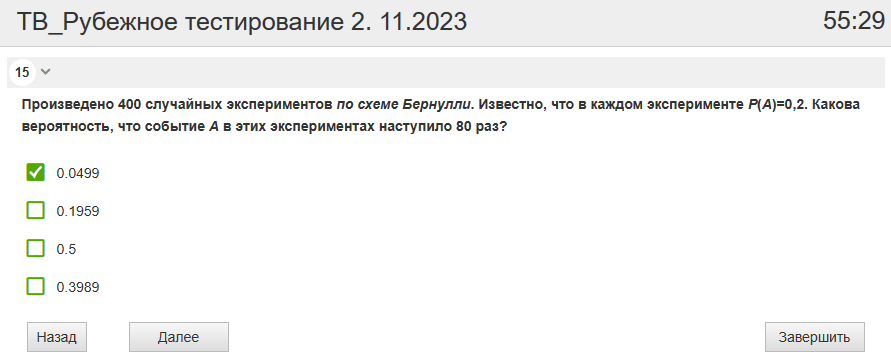 ТВ_Рубежное тестирование 2. 11.2023
55:29
15
Произведено 400 случайных экспериментов по схеме Бернулли. Известно, что в каждом эксперименте P(A)=0,2. Какова
вероятность, что событие A в этих экспериментах наступило 80 раз?
0.0499
0.1959
0.5
0.3989
Назад
Далее
Завершить